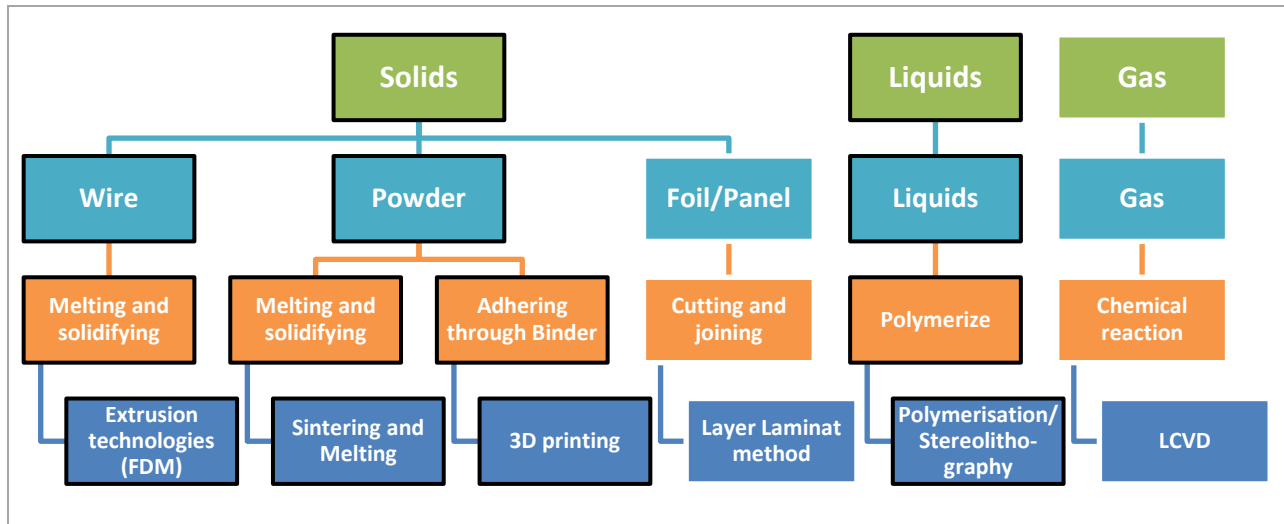 Solids
Liquids
Gas
Wire
Powder
Foil/Panel
Liquids
Gas
Melting and
solidifying
Melting and
solidifying
Adhering
through Binder
Cutting and
joining
Polymerize
Chemical
reaction
Extrusion
technologies
(FDM)
Sintering and
Melting
3D printing
Layer Laminat
method
Polymerisation/
Stereolitho-
graphy
LCVD